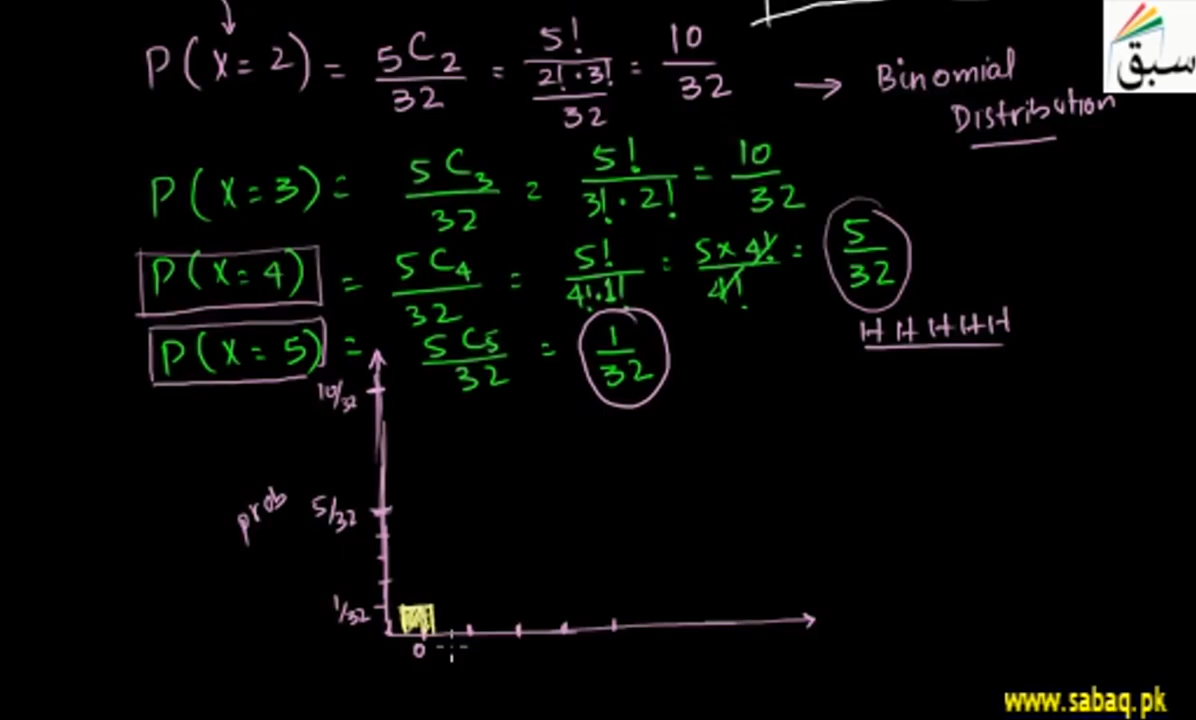 P(X=2) = 5C2/32 = 5!/2!·3!/32 = 10/32 → Binomial Distribution
سبق
P(X=3) = 5C3/32 = 5!/3!·2! = 10/32
P(X=4) = 5C4/32 = 5!/4!·1! = 5×4!/4! = 5/32
HHHHH
P(X=5) = 5C5/32 = 1/32
10/32
prob 5/32
1/32
0
www.sabaq.pk